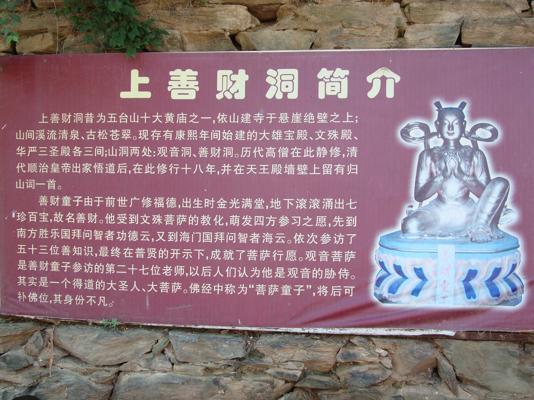 上善财洞简介
上善财洞昔为五台山十大黄庙之一，依山建寺于悬崖绝壁之上；
山间溪流清泉、古松苍翠。现存有康熙年间始建的大雄宝殿、文殊殿、
华严三圣殿各三间；山洞两处：观音洞、善财洞。历代高僧在此静修，清
代顺治皇帝出家悟道后，在此修行十八年，并在天王殿墙壁上留有归
山词一首。
善财童子由于前世广修福德，出生时金光满堂，地下滚滚涌出七
珍百宝，故名善财。他受到文殊菩萨的教化，萌发四方参习之愿，先到
南方胜乐国拜问智者功德云，又到海门国拜问智者海云。依次参访了
五十三位善知识，最终在普贤的开示下，成就了菩萨行愿。观音菩萨
是善财童子参访的第二十七位老师，以后人们认为他是观音的胁侍。
其实是一个得道的大圣人、大菩萨。佛经中称为“菩萨童子”，将后可
补佛位，其身份不凡。